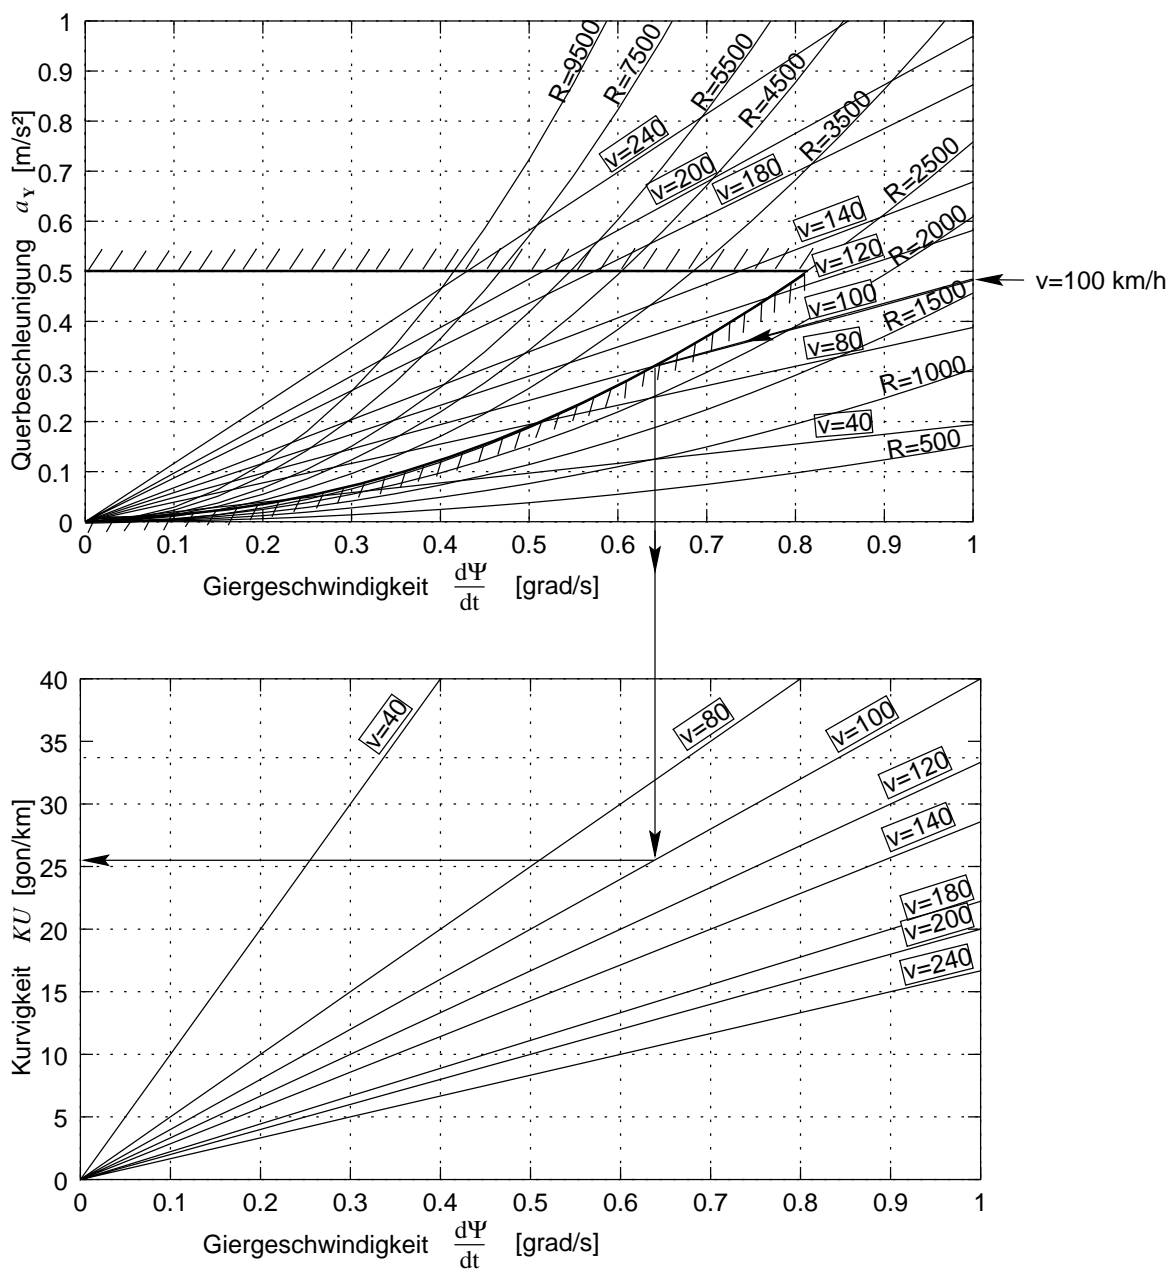 1
0.9
0.8
0.7
0.6
0.5
0.4
0.3
0.2
0.1
0
Querbeschleunigung a_Y [m/s²]
R=9500
R=7500
R=5500
R=4500
R=3500
R=2500
R=2000
R=1500
R=1000
R=500
v=240
v=200
v=180
v=140
v=120
v=100
v=80
v=40
v=100 km/h
0 0.1 0.2 0.3 0.4 0.5 0.6 0.7 0.8 0.9 1
Giergeschwindigkeit dΨ/dt [grad/s]
40
35
30
25
20
15
10
5
0
Kurvigkeit KU [gon/km]
v=40
v=80
v=100
v=120
v=140
v=180
v=200
v=240
0 0.1 0.2 0.3 0.4 0.5 0.6 0.7 0.8 0.9 1
Giergeschwindigkeit dΨ/dt [grad/s]